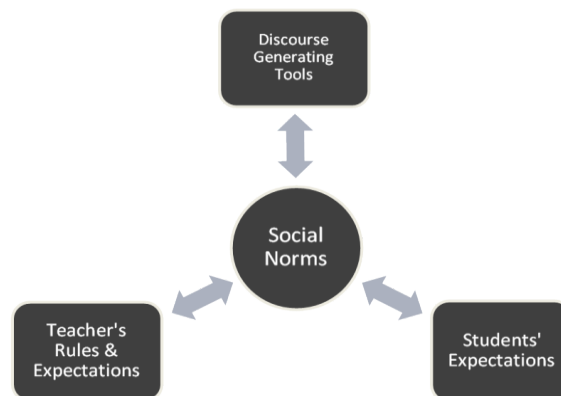 Discourse
Generating
Tools
Social
Norms
Teacher's
Rules &
Expectations
Students'
Expectations